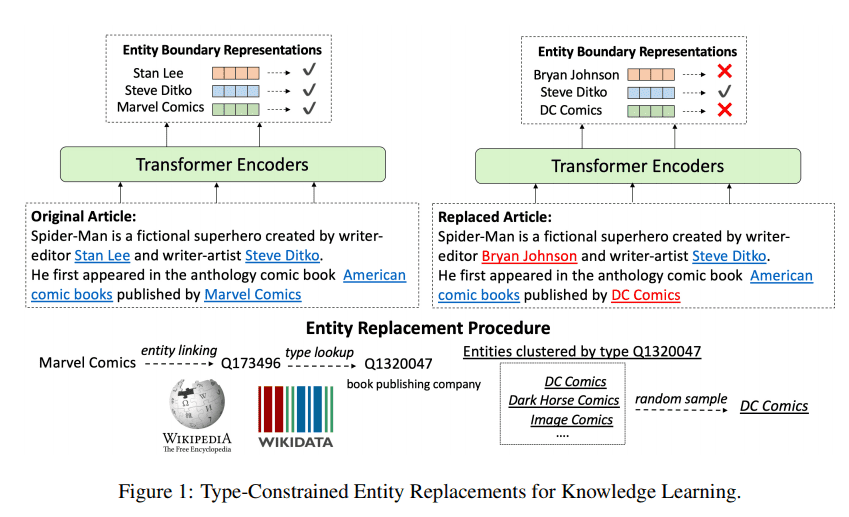 Entity Boundary Representations
Stan Lee
Steve Ditko
Marvel Comics
Transformer Encoders
Original Article:
Spider-Man is a fictional superhero created by writer-
editor Stan Lee and writer-artist Steve Ditko.
He first appeared in the anthology comic book American
comic books published by Marvel Comics
Entity Boundary Representations
Bryan Johnson
Steve Ditko
DC Comics
Transformer Encoders
Replaced Article:
Spider-Man is a fictional superhero created by writer-
editor Bryan Johnson and writer-artist Steve Ditko.
He first appeared in the anthology comic book American
comic books published by DC Comics
Entity Replacement Procedure
Marvel Comics entity linking Q173496 type lookup Q1320047
book publishing company
WIKIPEDIA
The Free Encyclopedia
WIKIDATA
Entities clustered by type Q1320047
DC Comics
Dark Horse Comics
Image Comics
....
random sample
DC Comics
Figure 1: Type-Constrained Entity Replacements for Knowledge Learning.